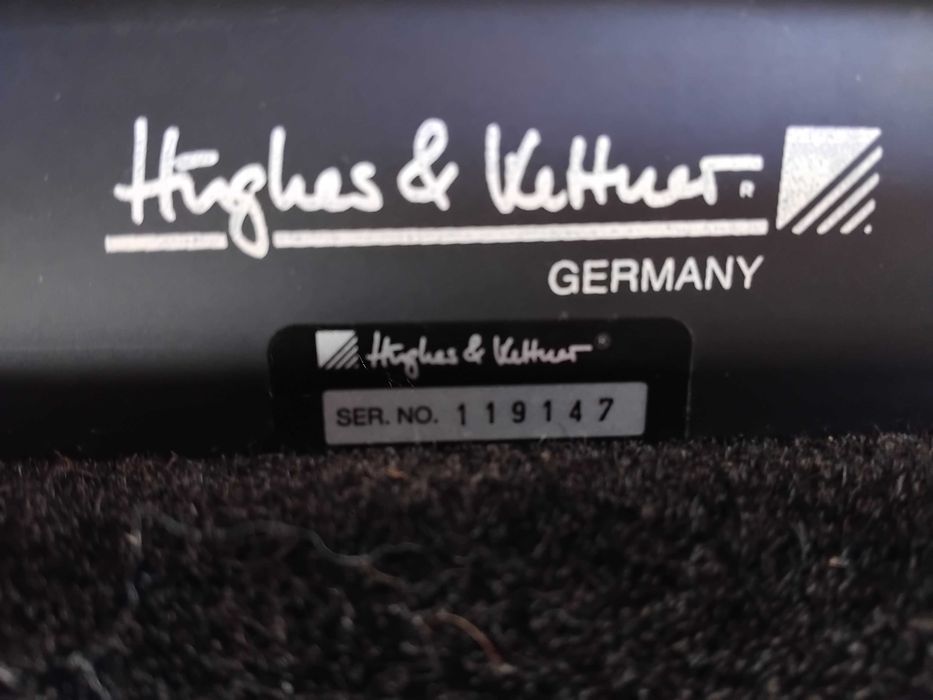 Hughes & Kettner®
GERMANY
Hughes & Kettner®
SER. NO. 119147